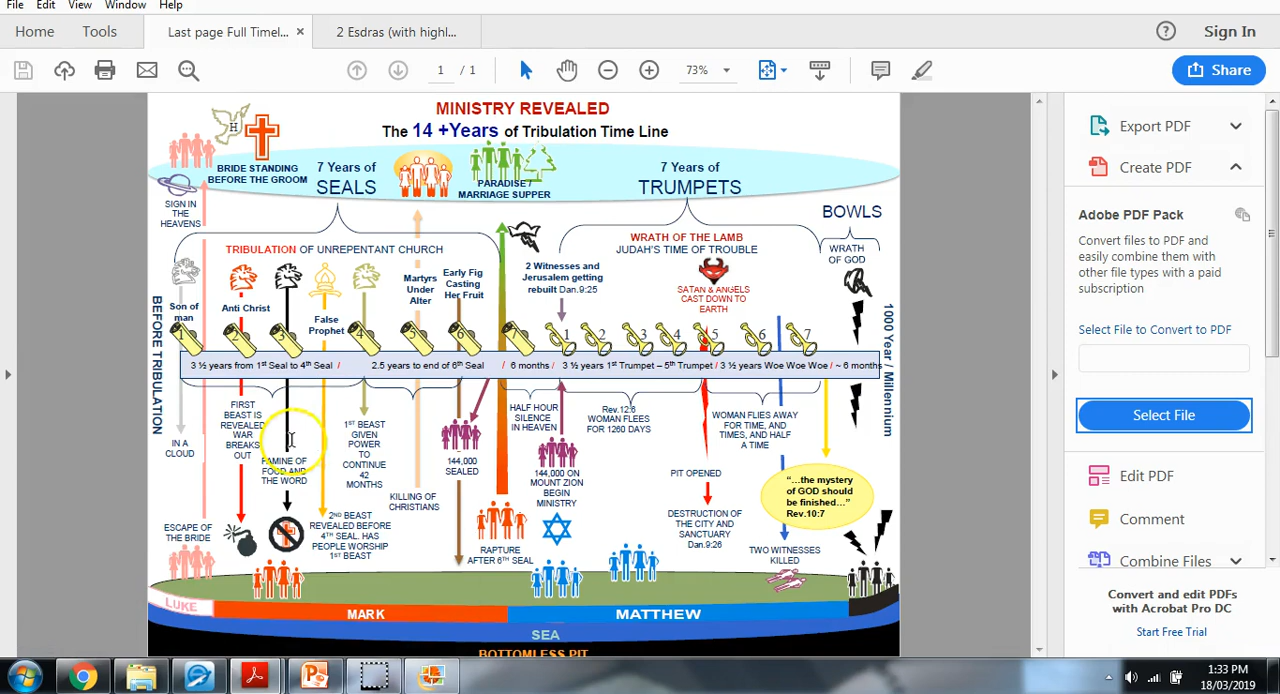 File Edit View Window Help
Home Tools Last page Full Timel... × 2 Esdras (with highl... ? Sign In
1 / 1 73% Share
MINISTRY REVEALED
The 14 +Years of Tribulation Time Line
H
BRIDE STANDING
BEFORE THE GROOM
7 Years of
SEALS
PARADISE /
MARRIAGE SUPPER
7 Years of
TRUMPETS
SIGN IN
THE
HEAVENS
BOWLS
TRIBULATION OF UNREPENTANT CHURCH
WRATH OF THE LAMB
JUDAH'S TIME OF TROUBLE
WRATH
OF GOD
Son of
man
Anti Christ
False
Prophet
Martyrs
Under
Alter
Early Fig
Casting
Her Fruit
2 Witnesses and
Jerusalem getting
rebuilt Dan.9:25
SATAN & ANGELS
CAST DOWN TO
EARTH
BEFORE TRIBULATION
1 2 3 4 5 6 7 1 2 3 4 5 6 7
3 ½ years from 1st Seal to 4th Seal / 2.5 years to end of 6th Seal / 6 months / 3 ½ years 1st Trumpet – 5th Trumpet / 3 ½ years Woe Woe Woe / ~ 6 months
1000 Year / Millennium
IN A
CLOUD
FIRST
BEAST IS
REVEALED
WAR
BREAKS
OUT
FAMINE OF
FOOD AND
THE WORD
1ST BEAST
GIVEN
POWER
TO
CONTINUE
42
MONTHS
144,000
SEALED
HALF HOUR
SILENCE
IN HEAVEN
Rev.12:6
WOMAN FLEES
FOR 1260 DAYS
WOMAN FLIES AWAY
FOR TIME, AND
TIMES, AND HALF
A TIME
KILLING OF
CHRISTIANS
144,000 ON
MOUNT ZION
BEGIN
MINISTRY
PIT OPENED
"…the mystery
of GOD should
be finished…"
Rev.10:7
ESCAPE OF
THE BRIDE
2ND BEAST
REVEALED BEFORE
4TH SEAL. HAS
PEOPLE WORSHIP
1ST BEAST
RAPTURE
AFTER 6TH SEAL
DESTRUCTION OF
THE CITY AND
SANCTUARY
Dan.9:26
TWO WITNESSES
KILLED
LUKE MARK MATTHEW
SEA
BOTTOMLESS PIT
Export PDF
Create PDF
Adobe PDF Pack
Convert files to PDF and
easily combine them with
other file types with a paid
subscription
Select File to Convert to PDF
Select File
Edit PDF
Comment
Combine Files
Convert and edit PDFs
with Acrobat Pro DC
Start Free Trial
1:33 PM
18/03/2019